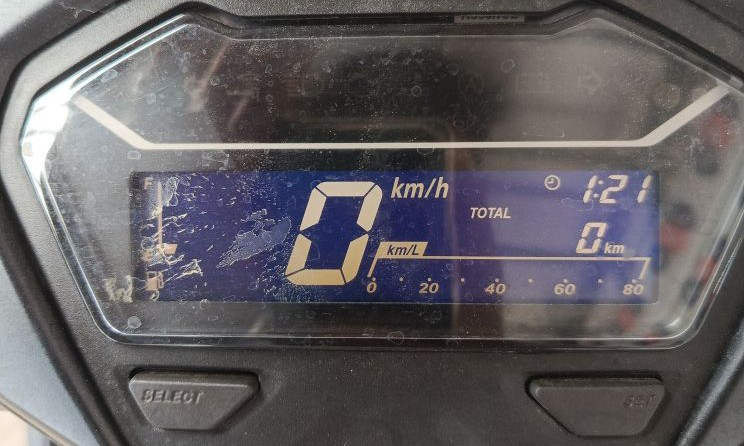 F
0 km/h
1:21
TOTAL
0 km
km/L
0 20 40 60 80
SELECT
SET